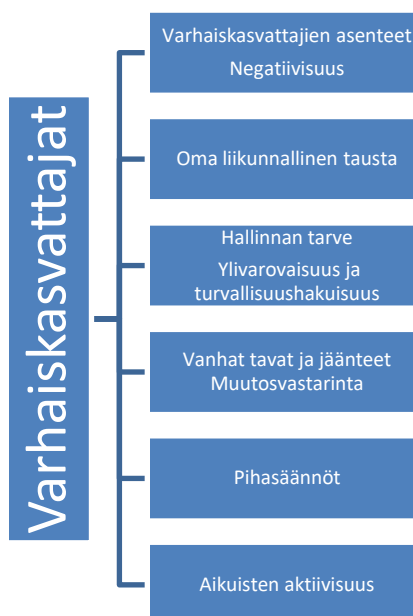 Varhaiskasvattajat
Varhaiskasvattajien asenteet
Negatiivisuus
Oma liikunnallinen tausta
Hallinnan tarve
Ylivarovaisuus ja
turvallisuushakuisuus
Vanhat tavat ja jäänteet
Muutosvastarinta
Pihasäännöt
Aikuisten aktiivisuus